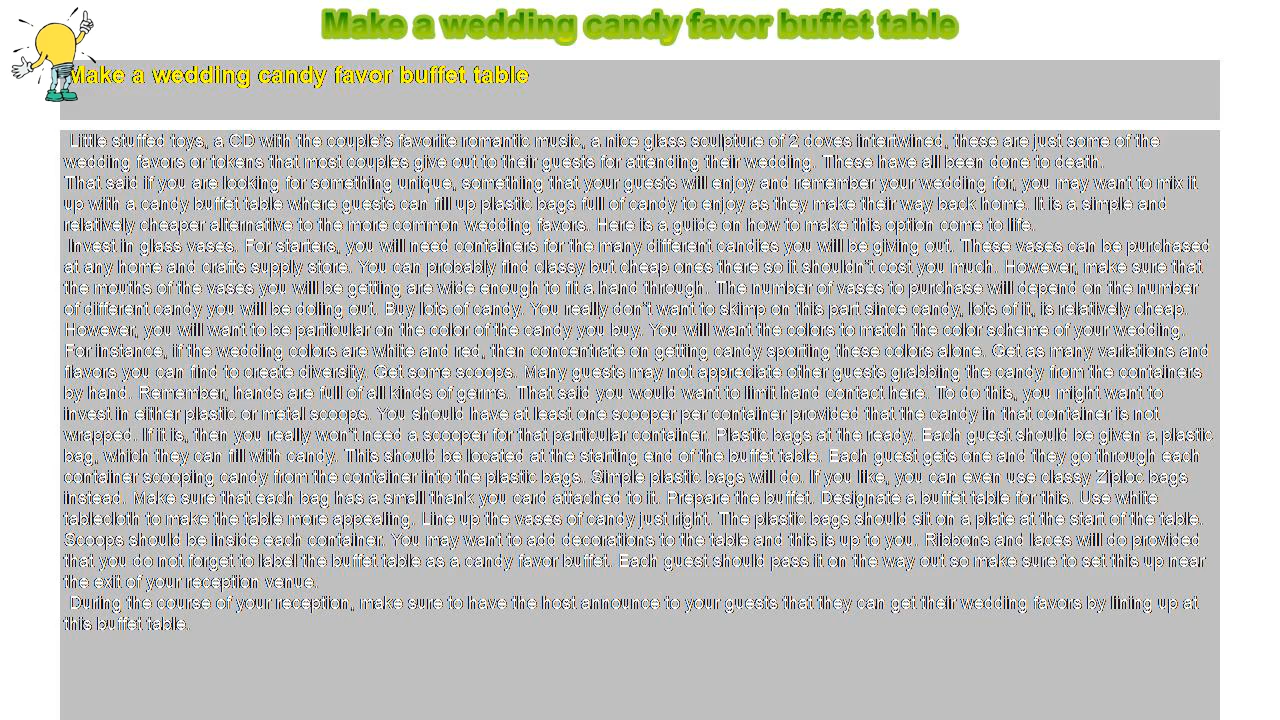 Make a wedding candy favor buffet table
Make a wedding candy favor buffet table
Little stuffed toys, a CD with the couple's favorite romantic music, a nice glass sculpture of 2 doves intertwined, these are just some of the
wedding favors or tokens that most couples give out to their guests for attending their wedding. These have all been done to death.
That said if you are looking for something unique, something that your guests will enjoy and remember your wedding for, you may want to mix it
up with a candy buffet table where guests can fill up plastic bags full of candy to enjoy as they make their way back home. It is a simple and
relatively cheaper alternative to the more common wedding favors. Here is a guide on how to make this option come to life.
Invest in glass vases. For starters, you will need containers for the many different candies you will be giving out. These vases can be purchased
at any home and crafts supply store. You can probably find classy but cheap ones there so it shouldn't cost you much. However, make sure that
the mouths of the vases you will be getting are wide enough to fit a hand through. The number of vases to purchase will depend on the number
of different candy you will be doling out. Buy lots of candy. You really don't want to skimp on this part since candy, lots of it, is relatively cheap.
However, you will want to be particular on the color of the candy you buy. You will want the colors to match the color scheme of your wedding.
For instance, if the wedding colors are white and red, then concentrate on getting candy sporting these colors alone. Get as many variations and
flavors you can find to create diversity. Get some scoops. Many guests may not appreciate other guests grabbing the candy from the containers
by hand. Remember, hands are full of all kinds of germs. That said you would want to limit hand contact here. To do this, you might want to
invest in either plastic or metal scoops. You should have at least one scooper per container provided that the candy in that container is not
wrapped. If it is, then you really won't need a scooper for that particular container. Plastic bags at the ready. Each guest should be given a plastic
bag, which they can fill with candy. This should be located at the starting end of the buffet table. Each guest gets one and they go through each
container scooping candy from the container into the plastic bags. Simple plastic bags will do. If you like, you can even use classy Ziploc bags
instead. Make sure that each bag has a small thank you card attached to it. Prepare the buffet. Designate a buffet table for this. Use white
tablecloth to make the table more appealing. Line up the vases of candy just right. The plastic bags should sit on a plate at the start of the table.
Scoops should be inside each container. You may want to add decorations to the table and this is up to you. Ribbons and laces will do provided
that you do not forget to label the buffet table as a candy favor buffet. Each guest should pass it on the way out so make sure to set this up near
the exit of your reception venue.
During the course of your reception, make sure to have the host announce to your guests that they can get their wedding favors by lining up at
this buffet table.